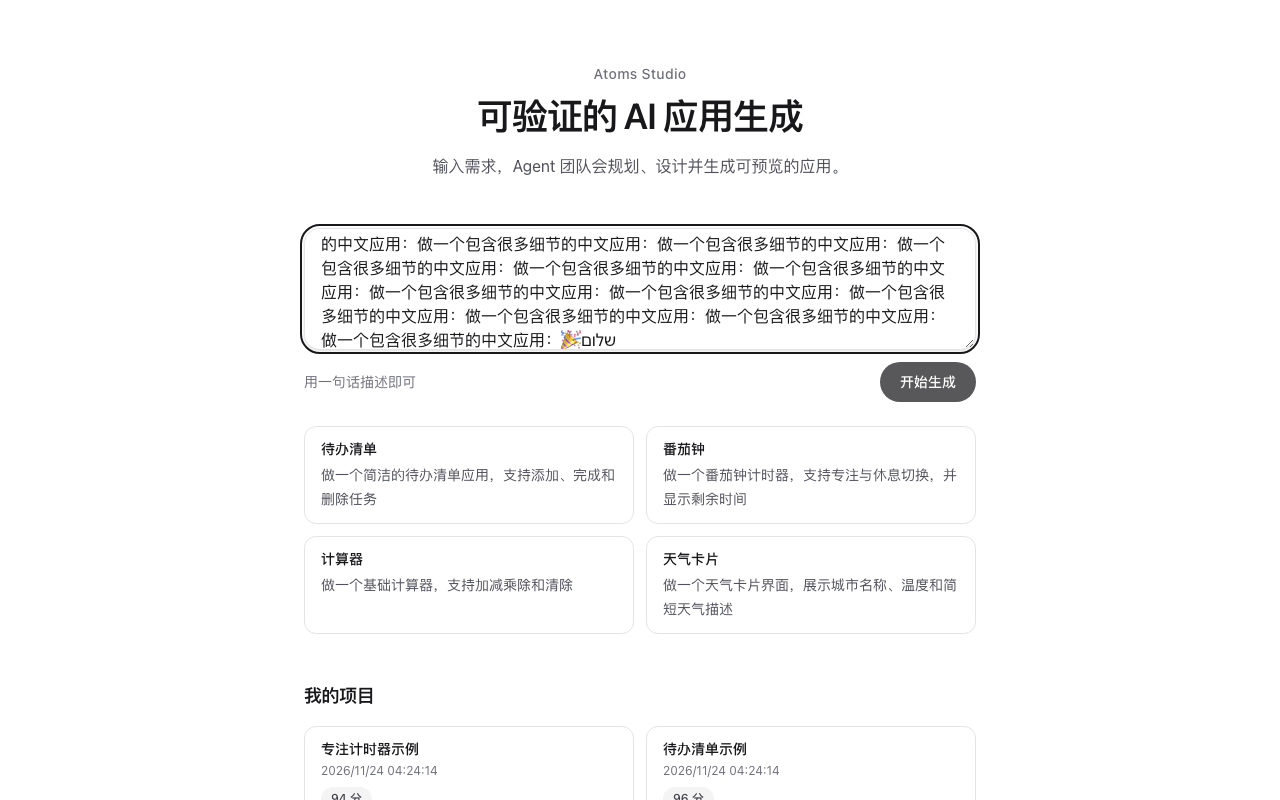 Atoms Studio
可验证的 AI 应用生成
输入需求，Agent 团队会规划、设计并生成可预览的应用。
的中文应用：做一个包含很多细节的中文应用：做一个包含很多细节的中文应用：做一个
包含很多细节的中文应用：做一个包含很多细节的中文应用：做一个包含很多细节的中文
应用：做一个包含很多细节的中文应用：做一个包含很多细节的中文应用：做一个包含很
多细节的中文应用：做一个包含很多细节的中文应用：做一个包含很多细节的中文应用：
做一个包含很多细节的中文应用：🎉שלום
用一句话描述即可
开始生成
待办清单
做一个简洁的待办清单应用，支持添加、完成和
删除任务
番茄钟
做一个番茄钟计时器，支持专注与休息切换，并
显示剩余时间
计算器
做一个基础计算器，支持加减乘除和清除
天气卡片
做一个天气卡片界面，展示城市名称、温度和简
短天气描述
我的项目
专注计时器示例
2026/11/24 04:24:14
94 分
待办清单示例
2026/11/24 04:24:14
96 分